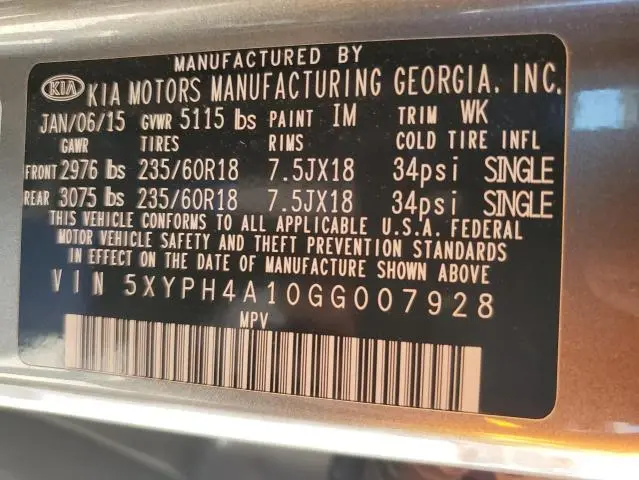 MANUFACTURED BY
KIA KIA MOTORS MANUFACTURING GEORGIA, INC.
JAN/06/15 GVWR 5115 lbs PAINT IM TRIM WK
GAWR TIRES RIMS COLD TIRE INFL
FRONT 2976 lbs 235/60R18 7.5JX18 34psi SINGLE
REAR 3075 lbs 235/60R18 7.5JX18 34psi SINGLE
THIS VEHICLE CONFORMS TO ALL APPLICABLE U.S.A. FEDERAL
MOTOR VEHICLE SAFETY AND THEFT PREVENTION STANDARDS
IN EFFECT ON THE DATE OF MANUFACTURE SHOWN ABOVE
VIN 5XYPH4A10GG007928
MPV